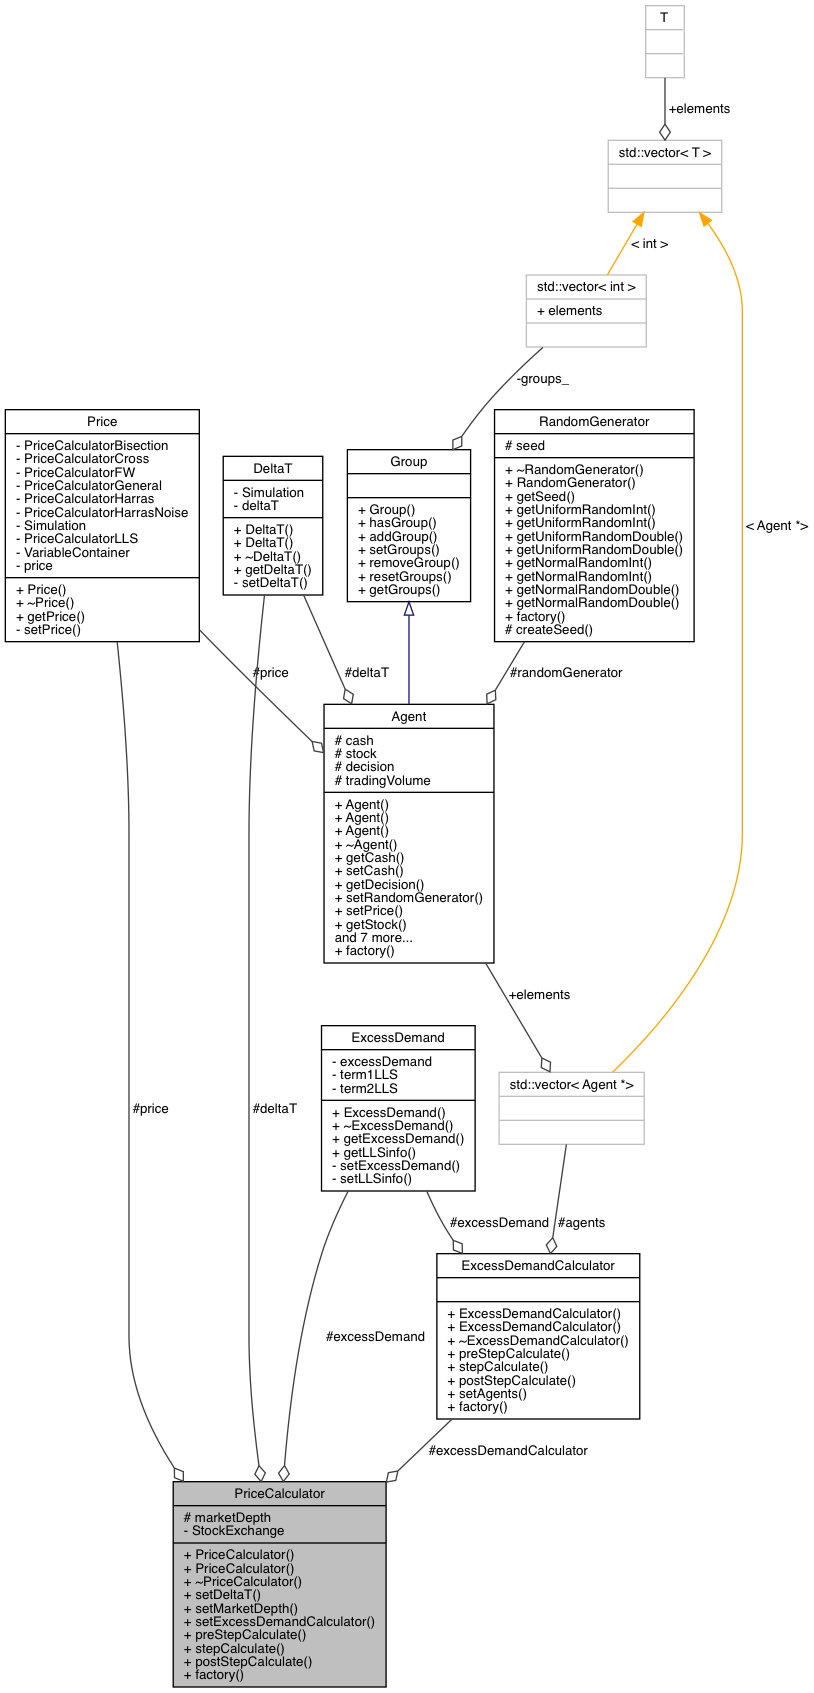 T
+elements
std::vector< T >
< int >
std::vector< int >
+ elements
-groups_
< Agent *>
Price
- PriceCalculatorBisection
- PriceCalculatorCross
- PriceCalculatorFW
- PriceCalculatorGeneral
- PriceCalculatorHarras
- PriceCalculatorHarrasNoise
- Simulation
- PriceCalculatorLLS
- VariableContainer
- price
+ Price()
+ ~Price()
+ getPrice()
- setPrice()
DeltaT
- Simulation
- deltaT
+ DeltaT()
+ DeltaT()
+ ~DeltaT()
+ getDeltaT()
- setDeltaT()
Group
+ Group()
+ hasGroup()
+ addGroup()
+ setGroups()
+ removeGroup()
+ resetGroups()
+ getGroups()
RandomGenerator
# seed
+ ~RandomGenerator()
+ RandomGenerator()
+ getSeed()
+ getUniformRandomInt()
+ getUniformRandomInt()
+ getUniformRandomDouble()
+ getUniformRandomDouble()
+ getNormalRandomInt()
+ getNormalRandomInt()
+ getNormalRandomDouble()
+ getNormalRandomDouble()
+ factory()
# createSeed()
#price
#deltaT
#randomGenerator
Agent
# cash
# stock
# decision
# tradingVolume
+ Agent()
+ Agent()
+ Agent()
+ ~Agent()
+ getCash()
+ setCash()
+ getDecision()
+ setRandomGenerator()
+ setPrice()
+ getStock()
and 7 more...
+ factory()
+elements
ExcessDemand
- excessDemand
- term1LLS
- term2LLS
+ ExcessDemand()
+ ~ExcessDemand()
+ getExcessDemand()
+ getLLSinfo()
- setExcessDemand()
- setLLSinfo()
std::vector< Agent *>
#price
#deltaT
#excessDemand
#agents
ExcessDemandCalculator
+ ExcessDemandCalculator()
+ ExcessDemandCalculator()
+ ~ExcessDemandCalculator()
+ preStepCalculate()
+ stepCalculate()
+ postStepCalculate()
+ setAgents()
+ factory()
#excessDemand
#excessDemandCalculator
PriceCalculator
# marketDepth
- StockExchange
+ PriceCalculator()
+ PriceCalculator()
+ ~PriceCalculator()
+ setDeltaT()
+ setMarketDepth()
+ setExcessDemandCalculator()
+ preStepCalculate()
+ stepCalculate()
+ postStepCalculate()
+ factory()